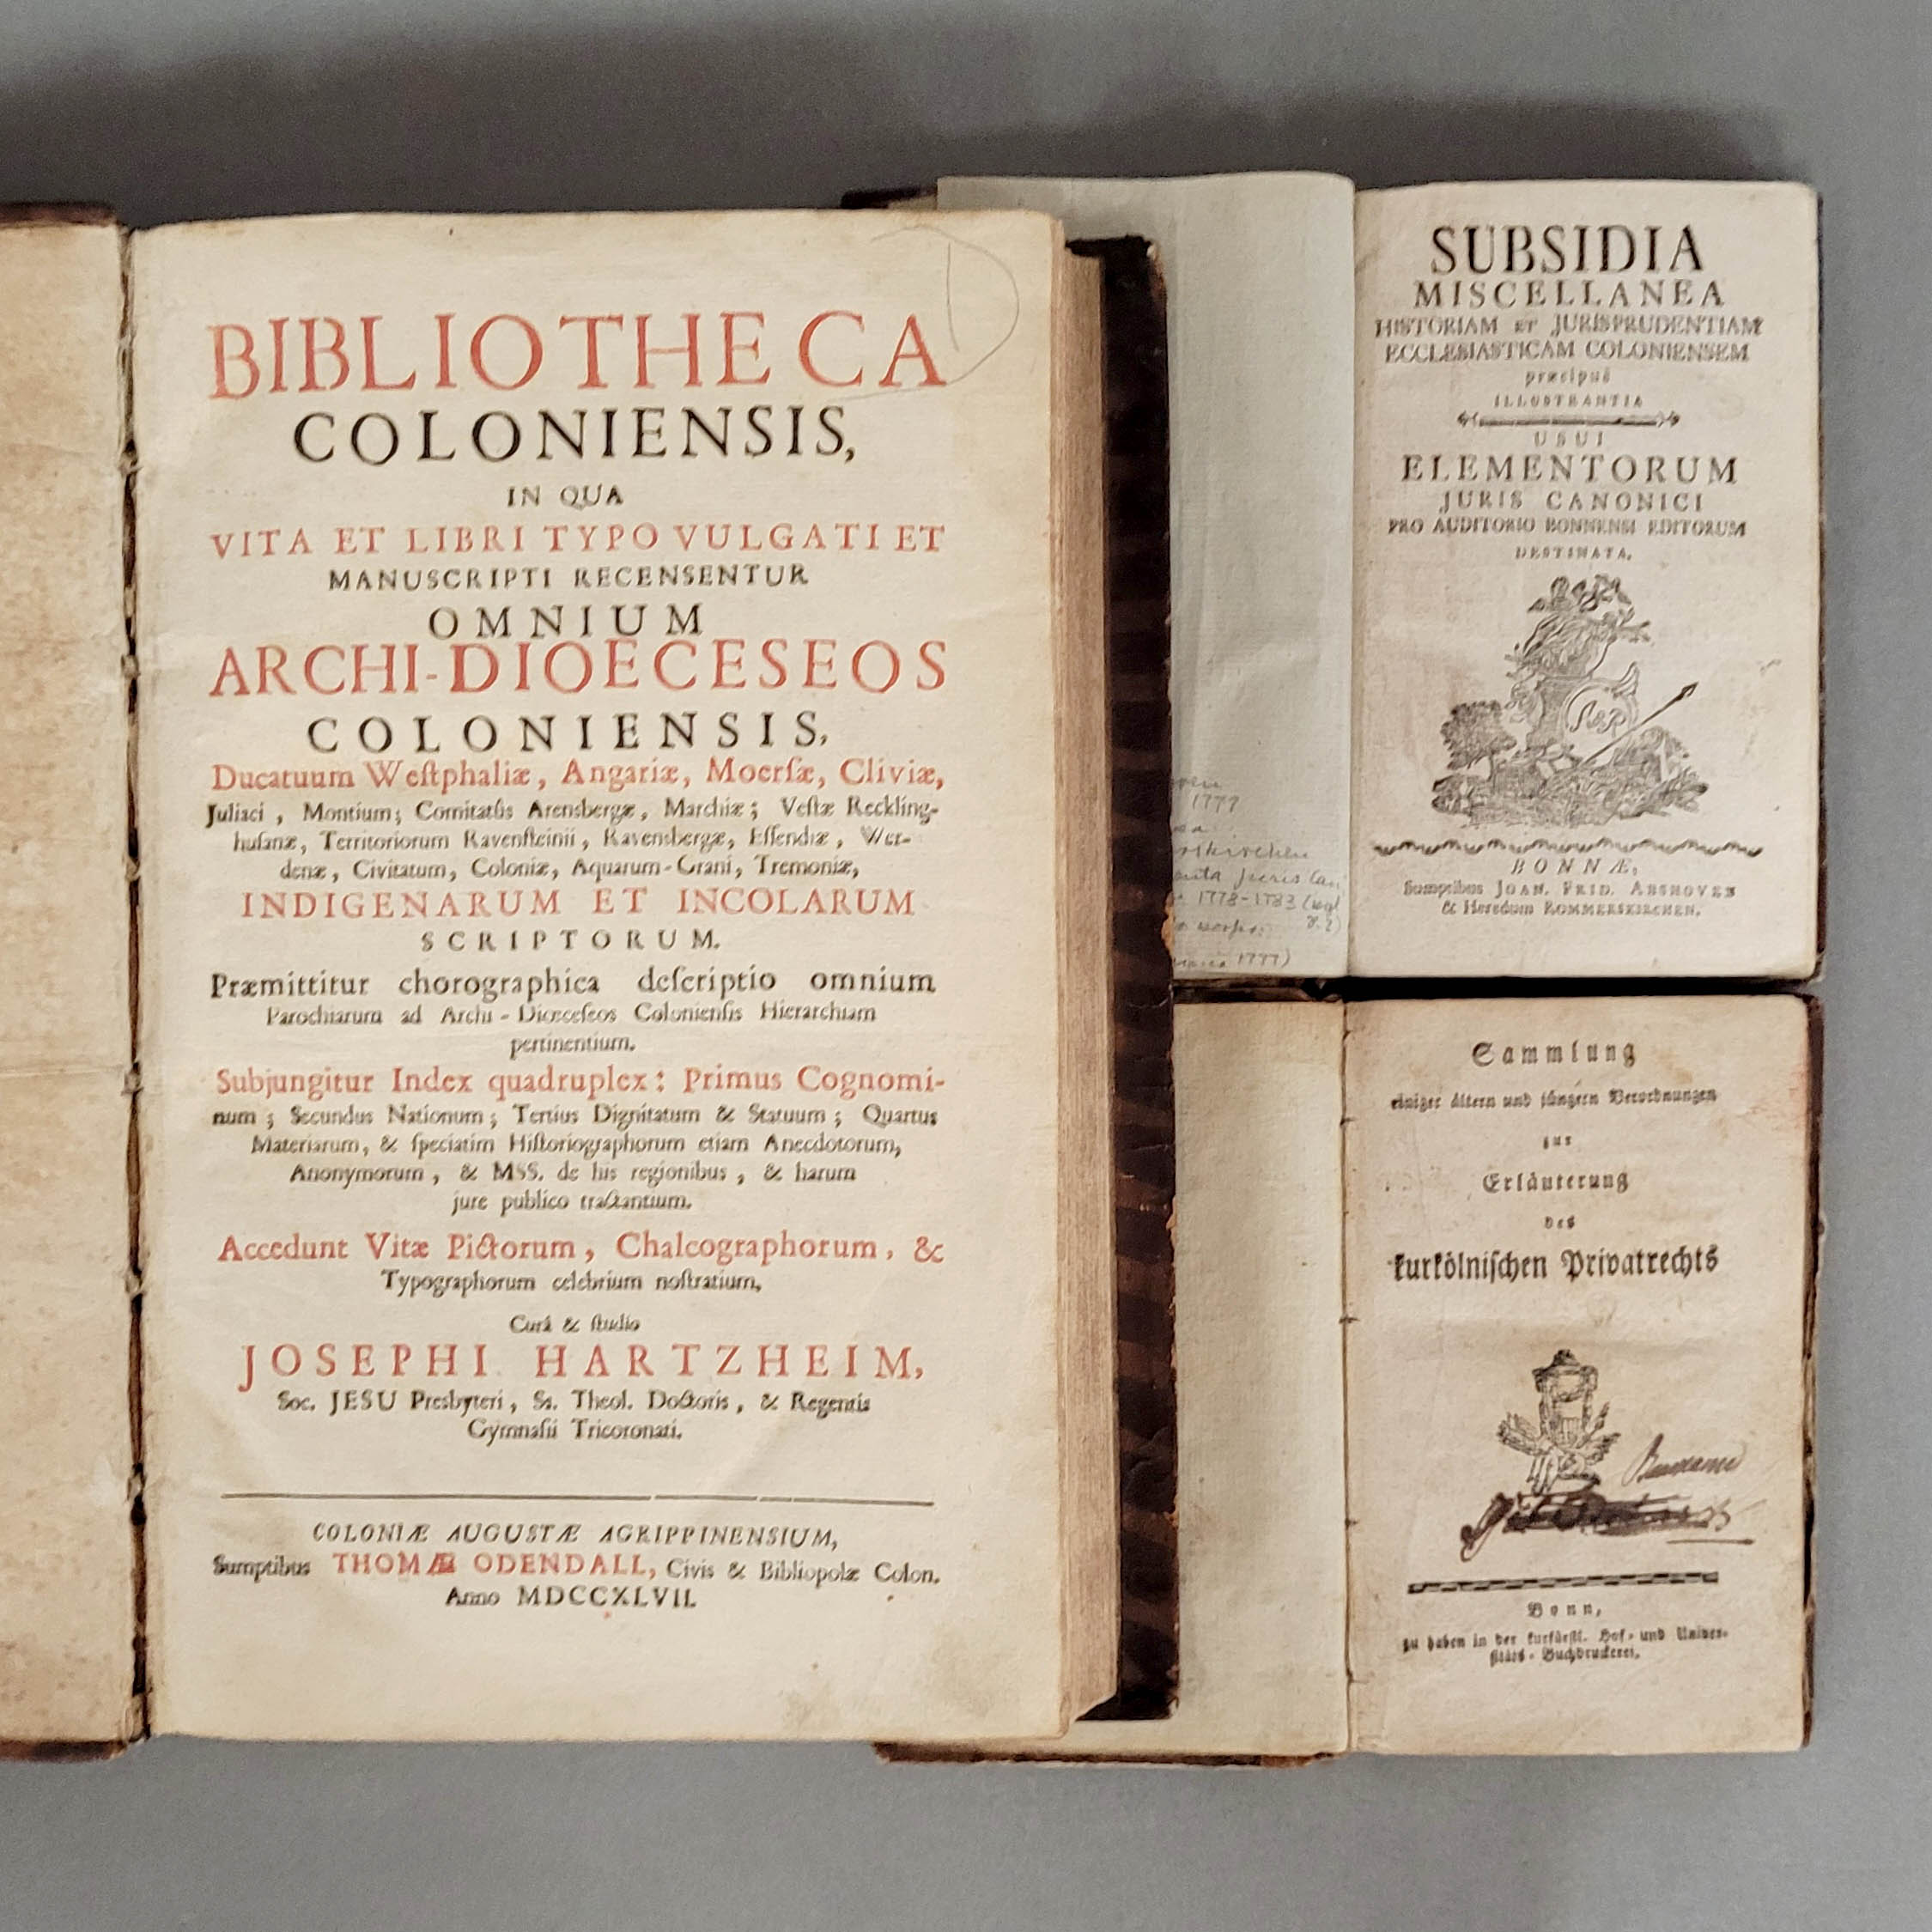 BIBLIOTHECA
COLONIENSIS,
IN QUA
VITA ET LIBRI TYPO VULGATI ET
MANUSCRIPTI RECENSENTUR
OMNIUM
ARCHI-DIOECESEOS
COLONIENSIS,
Ducatuum Weſtphaliæ, Angariæ, Moerſæ, Cliviæ,
Juliaci, Montium; Comitatûs Arensbergæ, Marchiæ; Veſtæ Reckling-
huſanæ, Territoriorum Ravenſteinii, Ravensbergæ, Eſſendiæ, Wer-
denæ, Civitatum, Coloniæ, Aquarum-Grani, Tremoniæ,
INDIGENARUM ET INCOLARUM
SCRIPTORUM.
Præmittitur chorographica deſcriptio omnium
Parochiarum ad Archi-Diœceſeos Colonienſis Hierarchiam
pertinentium.
Subjungitur Index quadruplex: Primus Cognomi-
num; Secundus Nationum; Tertius Dignitatum & Statuum; Quartus
Materiarum, & ſpeciatim Hiſtoriographorum etiam Anecdotorum,
Anonymorum, & MSS. de his regionibus, & harum
jure publico tractantium.
Accedunt Vitæ Pictorum, Chalcographorum, &
Typographorum celebrium noſtratium,
Curâ & ſtudio
JOSEPHI HARTZHEIM,
Soc. JESU Presbyteri, Ss. Theol. Doctoris, & Regentis
Gymnaſii Tricoronati.
COLONIÆ AUGUSTÆ AGRIPPINENSIUM,
Sumptibus THOMÆ ODENDALL, Civis & Bibliopolæ Colon.
Anno MDCCXLVII.
1779
1778-1783
1777)
SUBSIDIA
MISCELLANEA
HISTORIAM ET JURISPRUDENTIAM
ECCLESIASTICAM COLONIENSEM
præcipuè
ILLUSTRANTIA
USUI
ELEMENTORUM
JURIS CANONICI
PRO AUDITORIO BONNENSI EDITORUM
DESTINATA.
BONNÆ,
Sumptibus JOAN. FRID. ABSHOVEN
& Heredum ROMMERSKIRCHEN.
Sammlung
einiger ältern und jüngern Verordnungen
zur
Erläuterung
des
kurkölniſchen Privatrechts
Bonn,
zu haben in der kurfürſtl. Hof- und Univer-
ſitäts-Buchdruckerei.